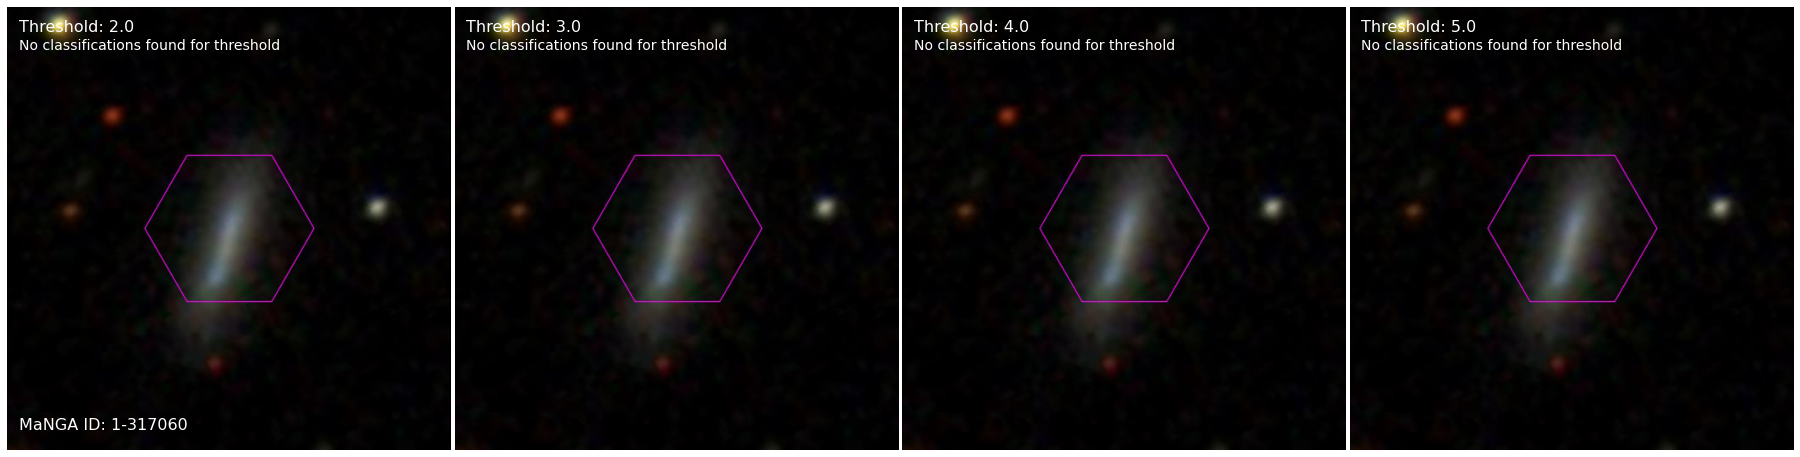 Threshold: 2.0
No classifications found for threshold
MaNGA ID: 1-317060
Threshold: 3.0
No classifications found for threshold
Threshold: 4.0
No classifications found for threshold
Threshold: 5.0
No classifications found for threshold